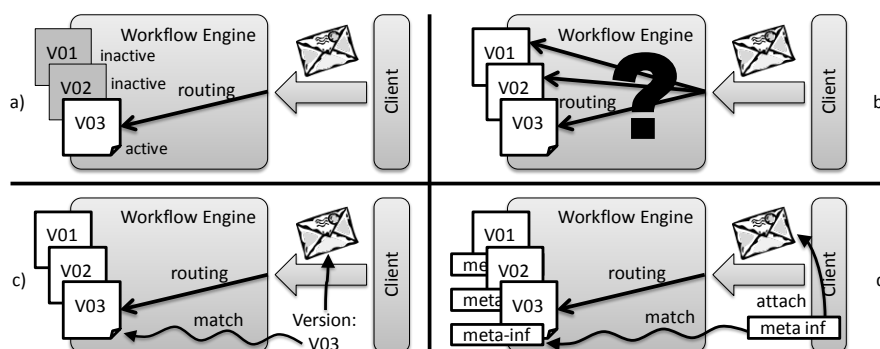 a)
Workflow Engine
V01
inactive
V02
inactive
V03
active
routing
Client
b
Workflow Engine
V01
V02
V03
routing
?
Client
c)
Workflow Engine
V01
V02
V03
routing
match
Version:
V03
Client
Workflow Engine
V01
me
V02
meta
V03
meta-inf
routing
match
attach
meta inf
Client